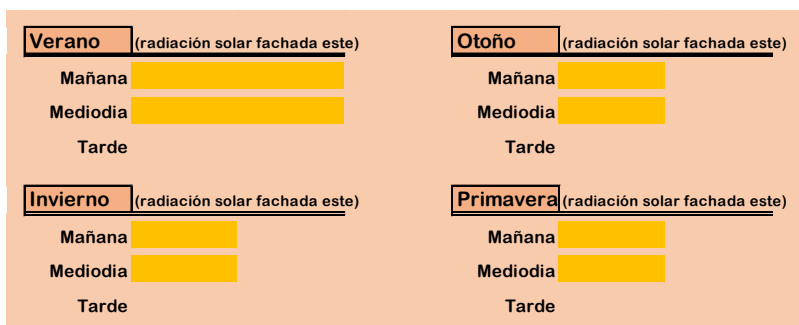 Verano (radiación solar fachada este)
Mañana
Mediodia
Tarde
Otoño (radiación solar fachada este)
Mañana
Mediodia
Tarde
Invierno (radiación solar fachada este)
Mañana
Mediodia
Tarde
Primavera (radiación solar fachada este)
Mañana
Mediodia
Tarde